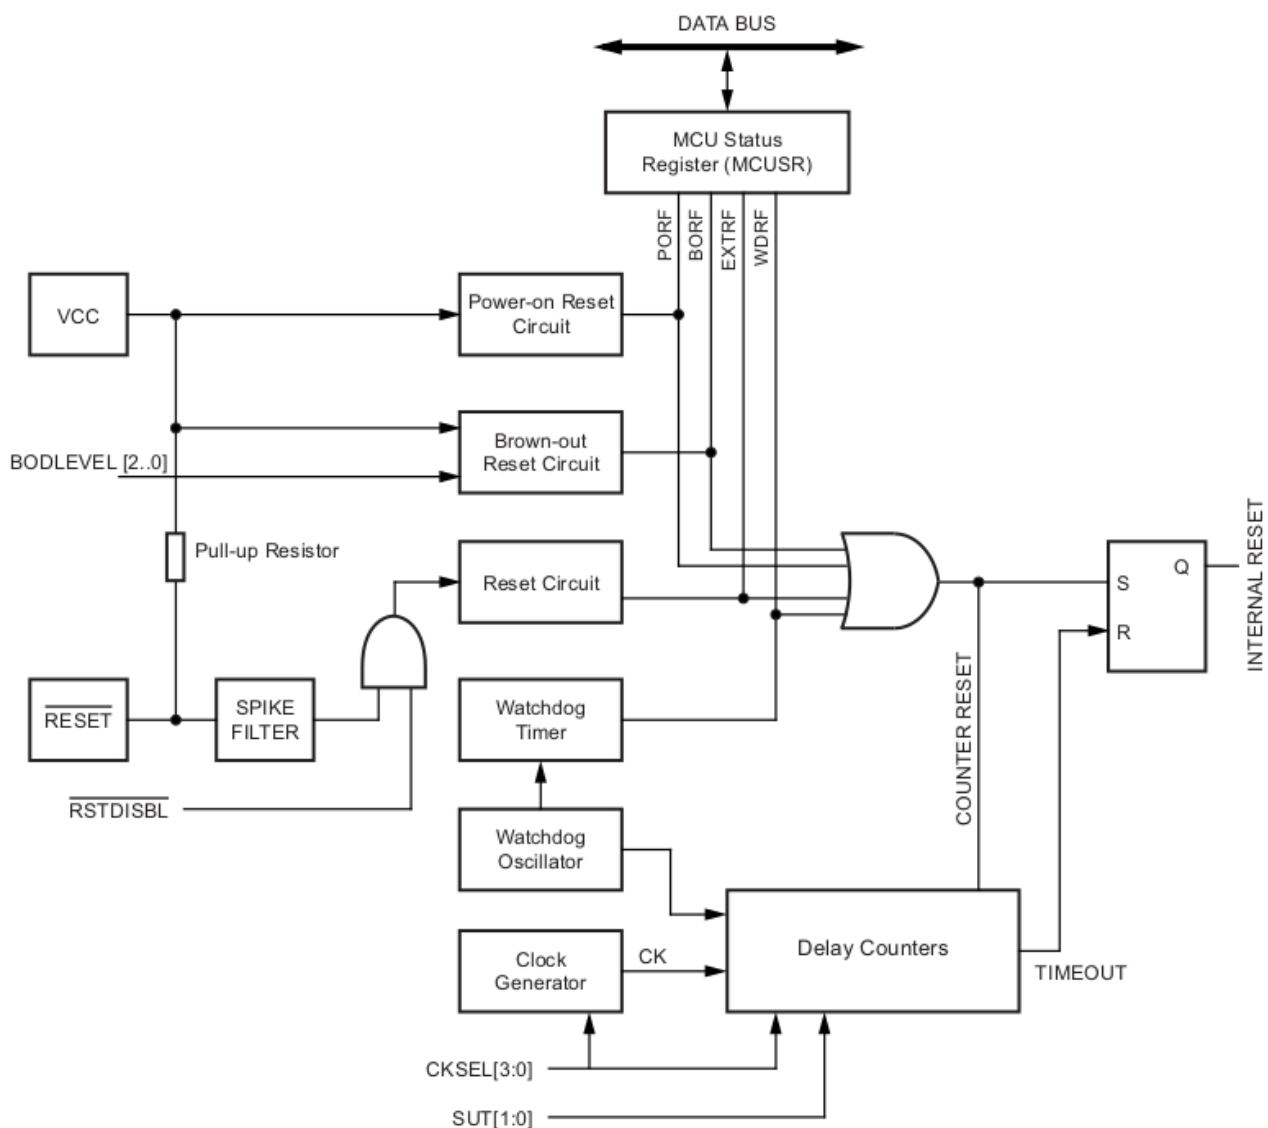 DATA BUS
MCU Status
Register (MCUSR)
PORF
BORF
EXTRF
WDRF
VCC
Power-on Reset
Circuit
BODLEVEL [2..0]
Brown-out
Reset Circuit
Pull-up Resistor
Reset Circuit
S
Q
R
INTERNAL RESET
RESET
SPIKE
FILTER
Watchdog
Timer
COUNTER RESET
RSTDISBL
Watchdog
Oscillator
Clock
Generator
CK
Delay Counters
TIMEOUT
CKSEL[3:0]
SUT[1:0]